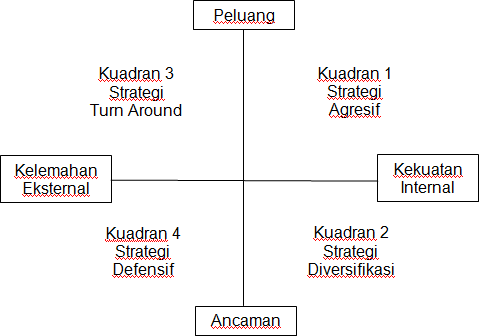 Peluang
Kuadran 3
Strategi
Turn Around
Kuadran 1
Strategi
Agresif
Kelemahan
Eksternal
Kekuatan
Internal
Kuadran 4
Strategi
Defensif
Kuadran 2
Strategi
Diversifikasi
Ancaman